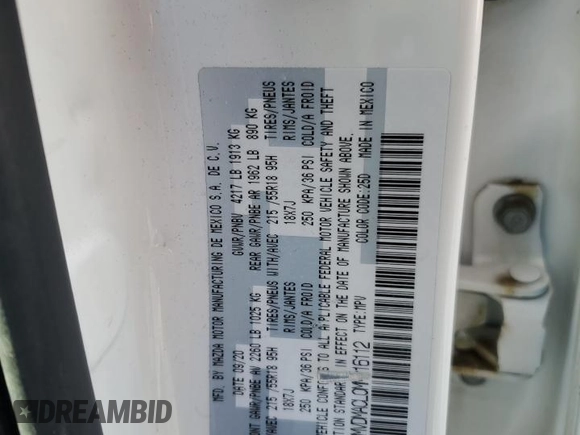 MFD. BY MAZDA MOTOR MANUFACTURING DE MEXICO S.A. DE C.V.
DATE 09/20 GVWR/PNBV 4217 LB 1913 KG
GAWR/PNBE AV 2260 LB 1025 KG REAR GAWR/PNBE AR 1962 LB 890 KG
215/55R18 95H TIRES/PNEUS WITH/AVEC 215/55R18 95H TIRES/PNEUS
18X7J RIMS/JANTES 18X7J RIMS/JANTES
250 KPA/36 PSI COLD/A FROID 250 KPA/36 PSI COLD/A FROID
VEHICLE CONFORMS TO ALL APPLICABLE FEDERAL MOTOR VEHICLE SAFETY AND THEFT
STANDARDS IN EFFECT ON THE DATE OF MANUFACTURE SHOWN ABOVE.
16112 TYPE:MPV COLOR CODE:25D MADE IN MEXICO
DREAMBID